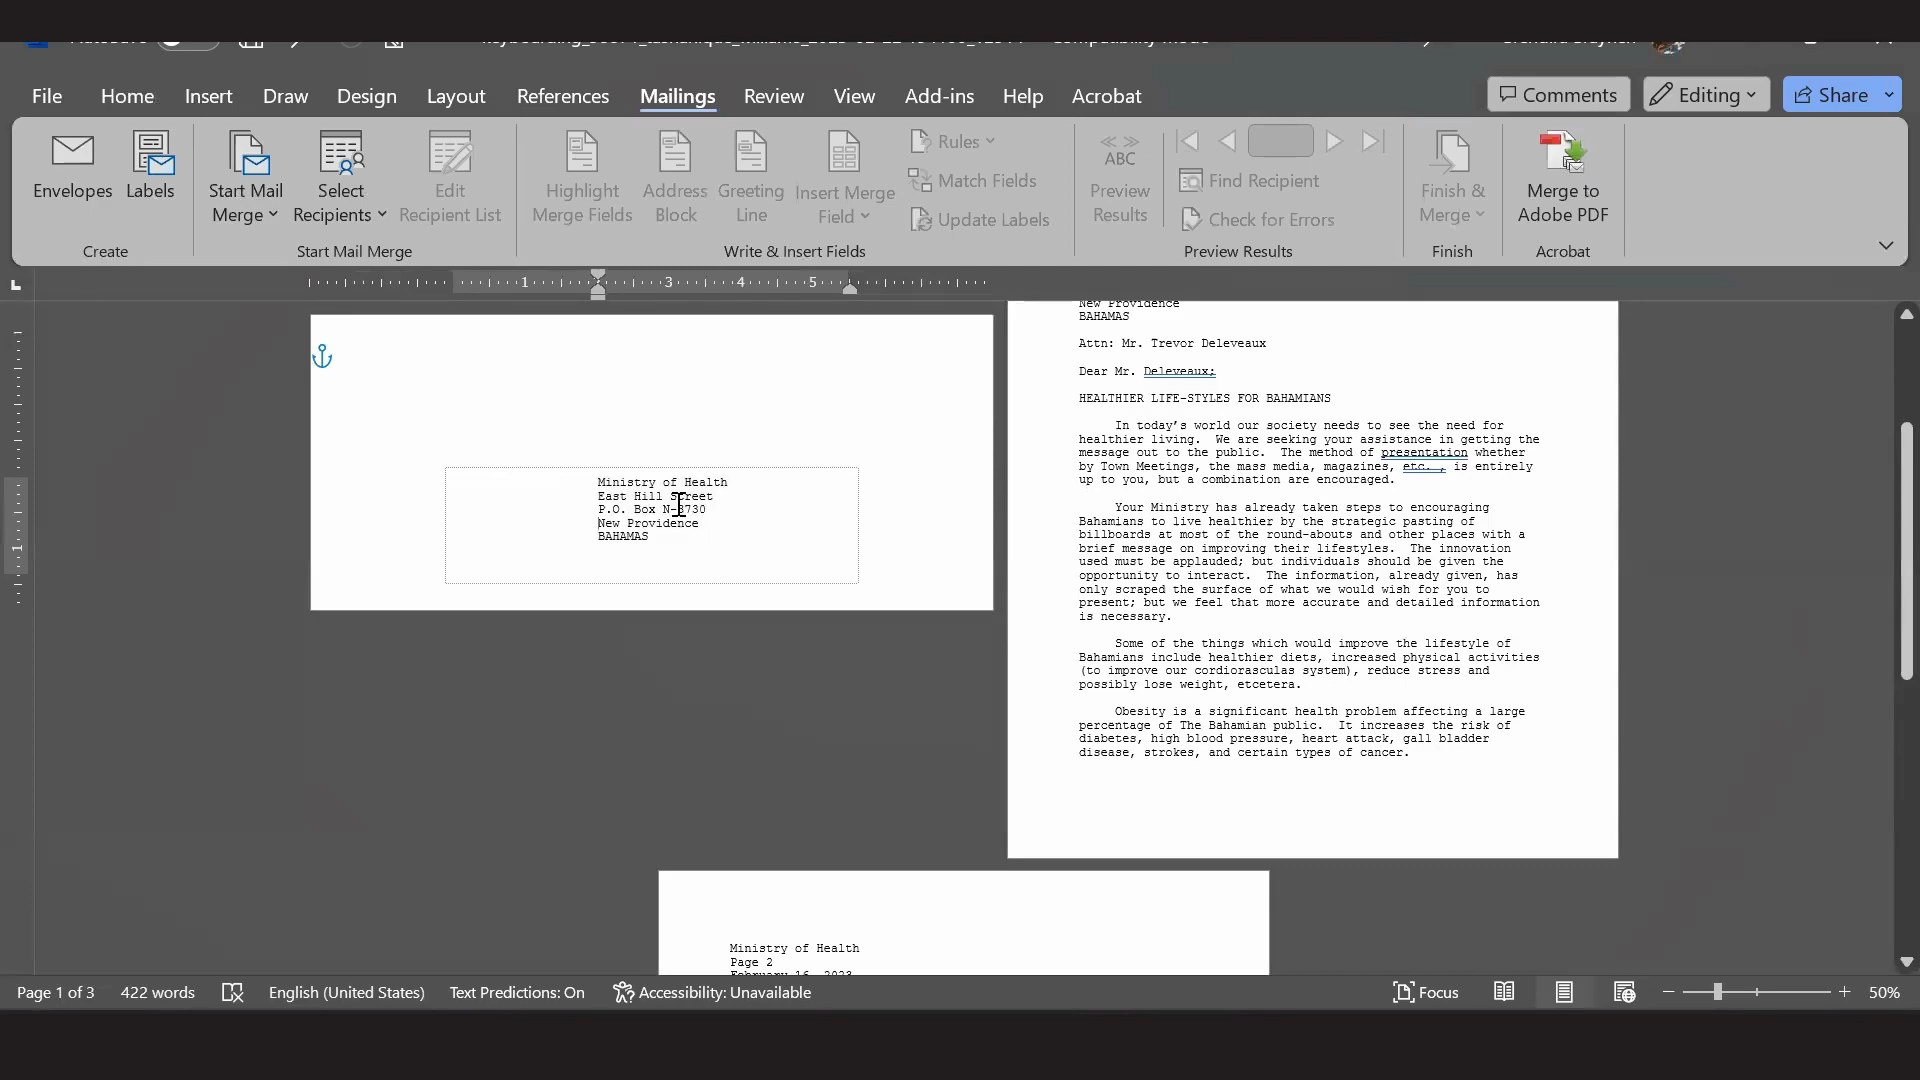 File Home Insert Draw Design Layout References Mailings Review View Add-ins Help Acrobat Comments Editing Share
Envelopes
Labels
Create
Start Mail
Merge
Select
Recipients
Edit
Recipient List
Start Mail Merge
Highlight
Merge Fields
Address
Block
Greeting
Line
Insert Merge
Field
Rules
Match Fields
Update Labels
Write & Insert Fields
ABC
Preview
Results
Find Recipient
Check for Errors
Preview Results
Finish &
Merge
Finish
Merge to
Adobe PDF
Acrobat
1 3 4 5
Ministry of Health
East Hill Street
P.O. Box N-3730
New Providence
BAHAMAS
New Providence
BAHAMAS
Attn: Mr. Trevor Deleveaux
Dear Mr. Deleveaux;
HEALTHIER LIFE-STYLES FOR BAHAMIANS
In today's world our society needs to see the need for
healthier living. We are seeking your assistance in getting the
message out to the public. The method of presentation whether
by Town Meetings, the mass media, magazines, etc. , is entirely
up to you, but a combination are encouraged.
Your Ministry has already taken steps to encouraging
Bahamians to live healthier by the strategic pasting of
billboards at most of the round-abouts and other places with a
brief message on improving their lifestyles. The innovation
used must be applauded; but individuals should be given the
opportunity to interact. The information, already given, has
only scraped the surface of what we would wish for you to
present; but we feel that more accurate and detailed information
is necessary.
Some of the things which would improve the lifestyle of
Bahamians include healthier diets, increased physical activities
(to improve our cordiorasculas system), reduce stress and
possibly lose weight, etcetera.
Obesity is a significant health problem affecting a large
percentage of The Bahamian public. It increases the risk of
diabetes, high blood pressure, heart attack, gall bladder
disease, strokes, and certain types of cancer.
Ministry of Health
Page 2
February 16, 2023
Page 1 of 3 422 words English (United States) Text Predictions: On Accessibility: Unavailable Focus 50%